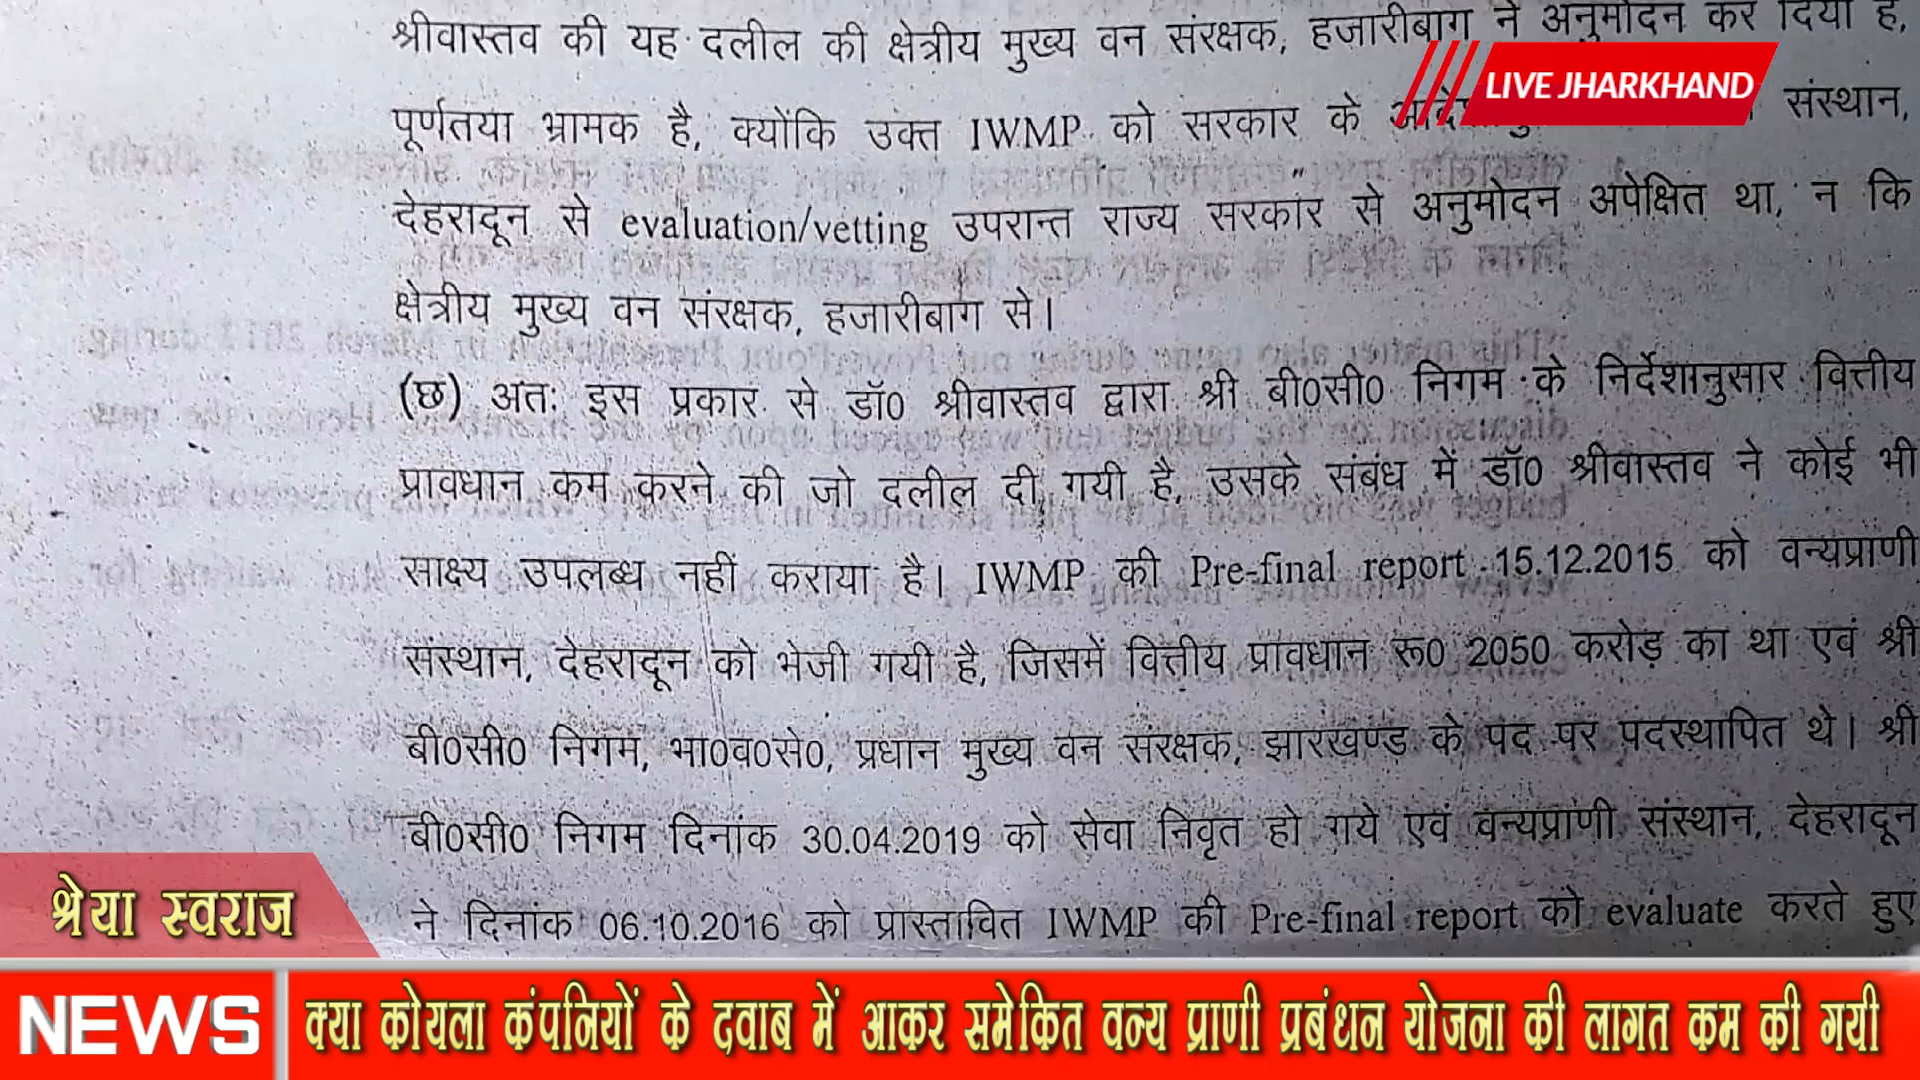 श्रीवास्तव की यह दलील की क्षेत्रीय मुख्य वन संरक्षक, हजारीबाग ने अनुमोदन कर दिया है,
LIVE JHARKHAND
पूर्णतया भ्रामक है, क्योंकि उक्त IWMP को सरकार के संस्थान,
देहरादून से evaluation/vetting उपरान्त राज्य सरकार से अनुमोदन अपेक्षित था, न कि
क्षेत्रीय मुख्य वन संरक्षक, हजारीबाग से।
(छ) अतः इस प्रकार से डॉ0 श्रीवास्तव द्वारा श्री बी0सी0 निगम के निर्देशानुसार वित्तीय
प्रावधान कम करने की जो दलील दी गयी है, उसके संबंध में डॉ0 श्रीवास्तव ने कोई भी
साक्ष्य उपलब्ध नहीं कराया है। IWMP की Pre-final report 15.12.2015 को वन्यप्राणी
संस्थान, देहरादून को भेजी गयी है, जिसमें वित्तीय प्रावधान रू0 2050 करोड़ का था एवं श्री
बी0सी0 निगम, भा0व0से0, प्रधान मुख्य वन संरक्षक, झारखण्ड के पद पर पदस्थापित थे। श्री
बी0सी0 निगम दिनांक 30.04.2019 को सेवा निवृत हो गये एवं वन्यप्राणी संस्थान, देहरादून
ने दिनांक 06.10.2016 को प्रास्तावित IWMP की Pre-final report को evaluate करते हुए
श्रेया स्वराज
NEWS
क्या कोयला कंपनियों के दवाब में आकर समेकित वन्य प्राणी प्रबंधन योजना की लागत कम की गयी